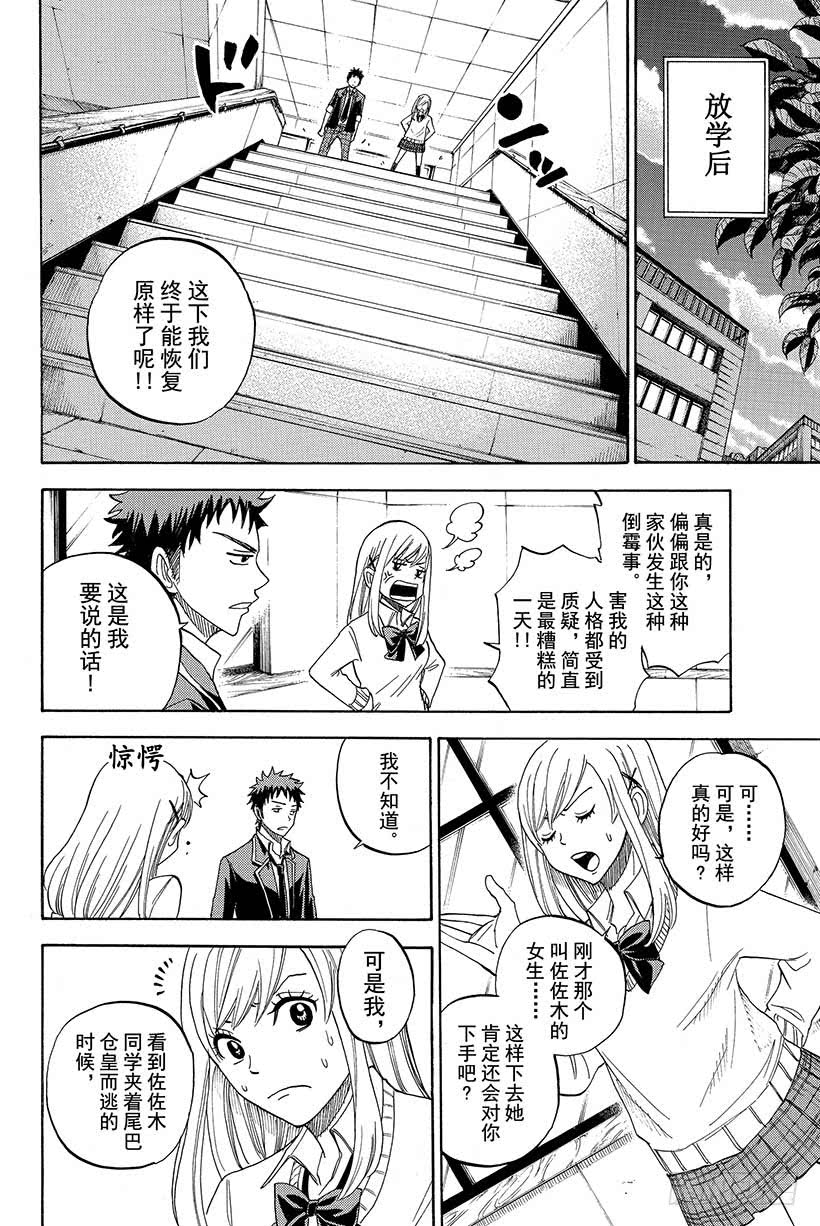 放学后
这下我们
终于能恢复
原样了呢!!
真是的，
偏偏跟你这种
家伙发生这种
倒霉事。
害我的
人格都受到
质疑，简直
是最糟糕的
一天!!
这是我
要说的话！
可……
可是，这样
真的好吗？
刚才那个
叫佐佐木的
女生……
这样下去她
肯定还会对你
下手吧？
我不知道。
惊愕
可是我，
看到佐佐木
同学夹着尾巴
仓皇而逃的
时候，